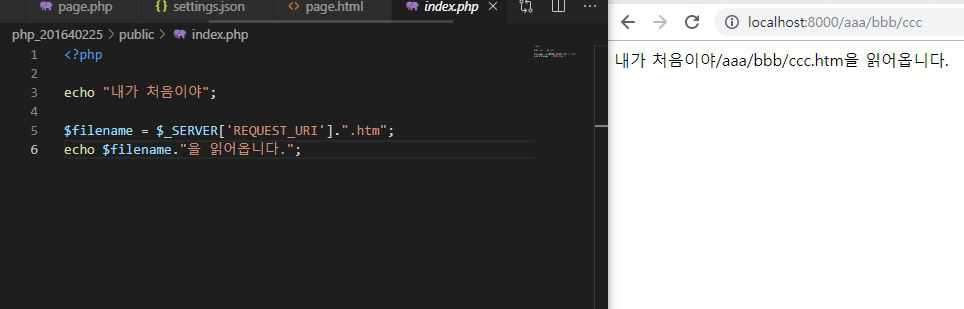 page.php settings.json page.html index.php
php_201640225 > public > index.php
1 <?php
2
3 echo "내가 처음이야";
4
5 $filename = $_SERVER['REQUEST_URI'].".htm";
6 echo $filename."을 읽어옵니다.";
localhost:8000/aaa/bbb/ccc
내가 처음이야/aaa/bbb/ccc.htm을 읽어옵니다.